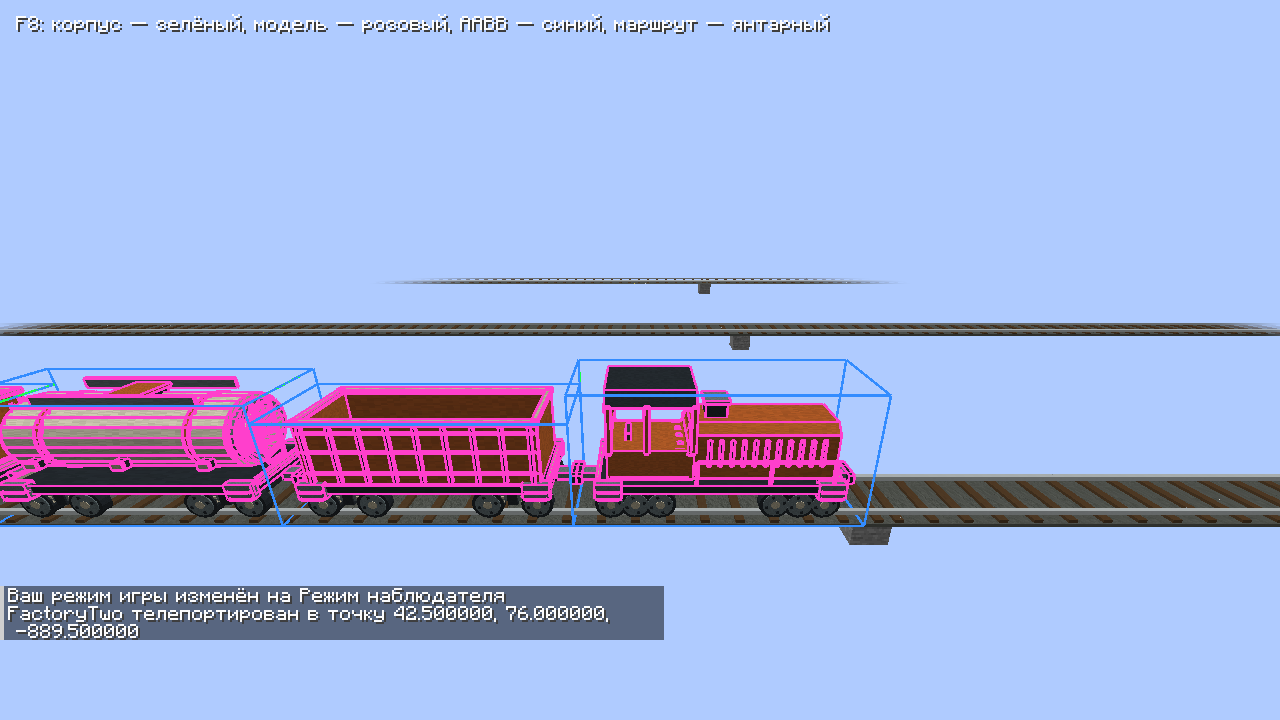 F8: корпус — зелёный, модель — розовый, AABB — синий, маршрут — янтарный
Ваш режим игры изменён на Режим наблюдателя
FactoryTwo телепортирован в точку 42.500000, 76.000000,
-889.500000